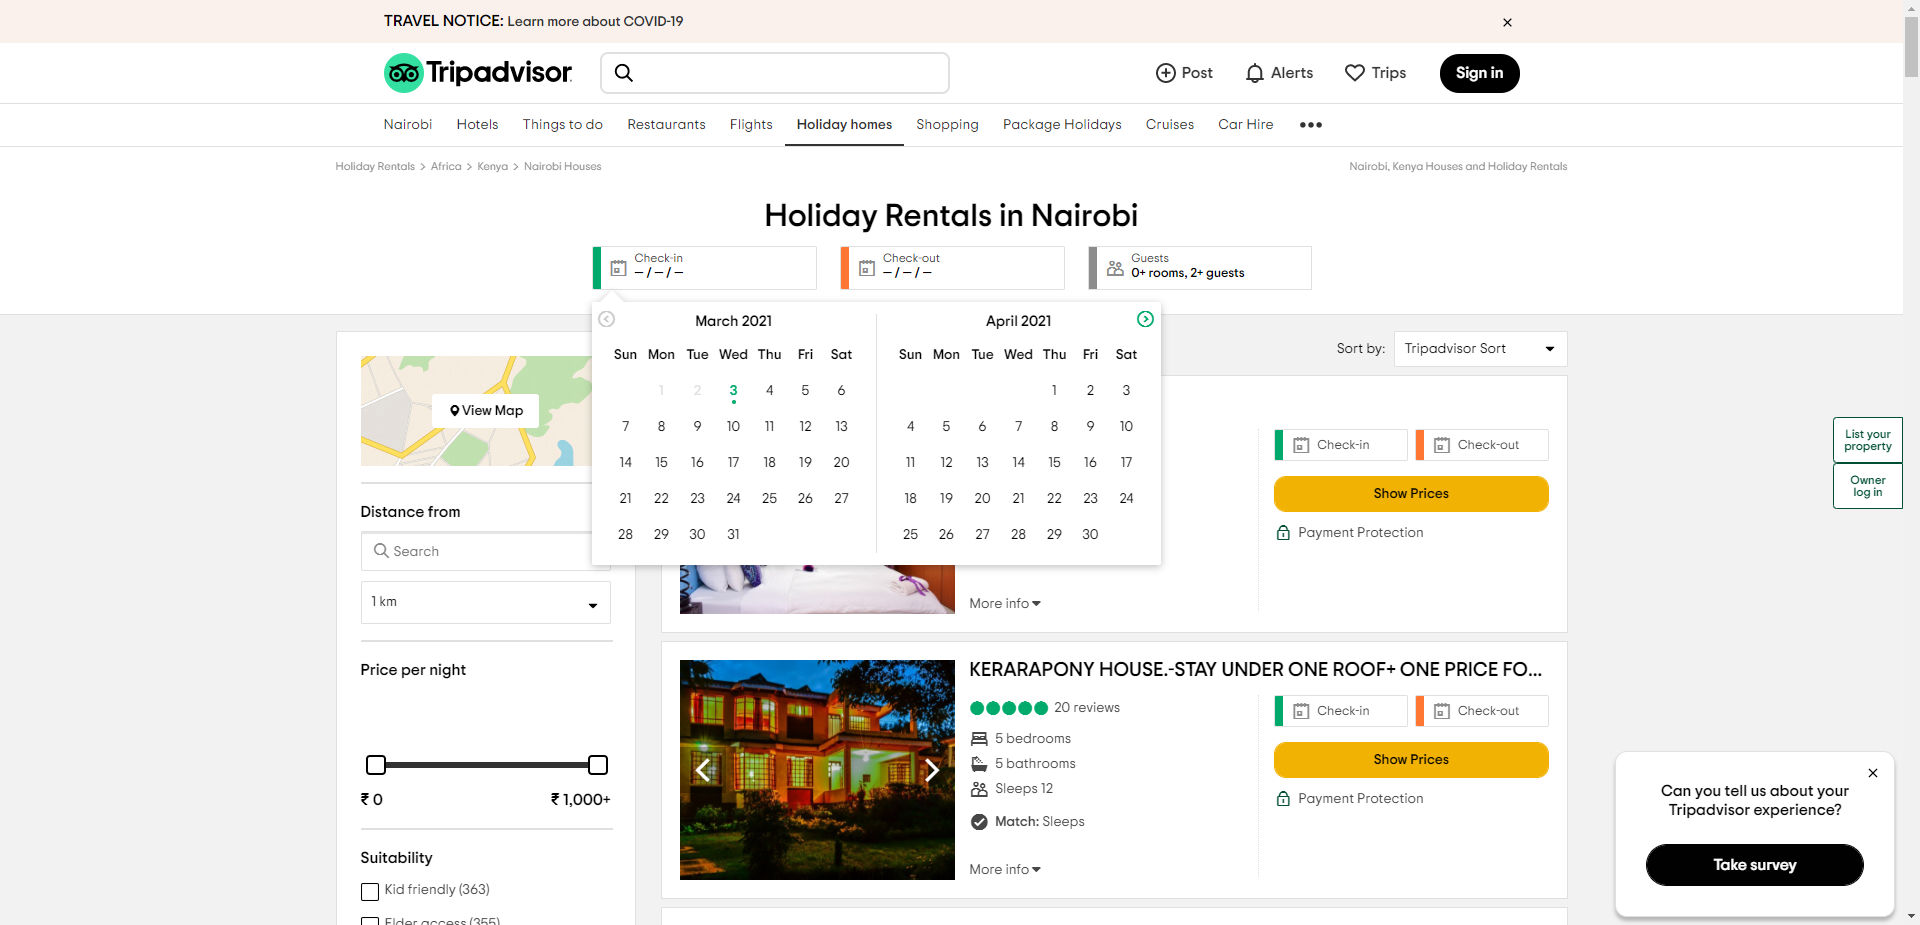 TRAVEL NOTICE: Learn more about COVID-19
Tripadvisor
Post
Alerts
Trips
Sign in
Nairobi
Hotels
Things to do
Restaurants
Flights
Holiday homes
Shopping
Package Holidays
Cruises
Car Hire
Holiday Rentals > Africa > Kenya > Nairobi Houses
Nairobi, Kenya Houses and Holiday Rentals
Holiday Rentals in Nairobi
Check-in
– / – / –
Check-out
– / – / –
Guests
0+ rooms, 2+ guests
March 2021
Sun Mon Tue Wed Thu Fri Sat
1 2 3 4 5 6
7 8 9 10 11 12 13
14 15 16 17 18 19 20
21 22 23 24 25 26 27
28 29 30 31
April 2021
Sun Mon Tue Wed Thu Fri Sat
1 2 3
4 5 6 7 8 9 10
11 12 13 14 15 16 17
18 19 20 21 22 23 24
25 26 27 28 29 30
Sort by:
Tripadvisor Sort
View Map
Distance from
Search
1 km
Price per night
₹ 0
₹ 1,000+
Suitability
Kid friendly (363)
Elder access (355)
Check-in
Check-out
Show Prices
Payment Protection
More info
KERARAPONY HOUSE.-STAY UNDER ONE ROOF+ ONE PRICE FO...
20 reviews
5 bedrooms
5 bathrooms
Sleeps 12
Match: Sleeps
More info
Check-in
Check-out
Show Prices
Payment Protection
List your
property
Owner
log in
Can you tell us about your
Tripadvisor experience?
Take survey